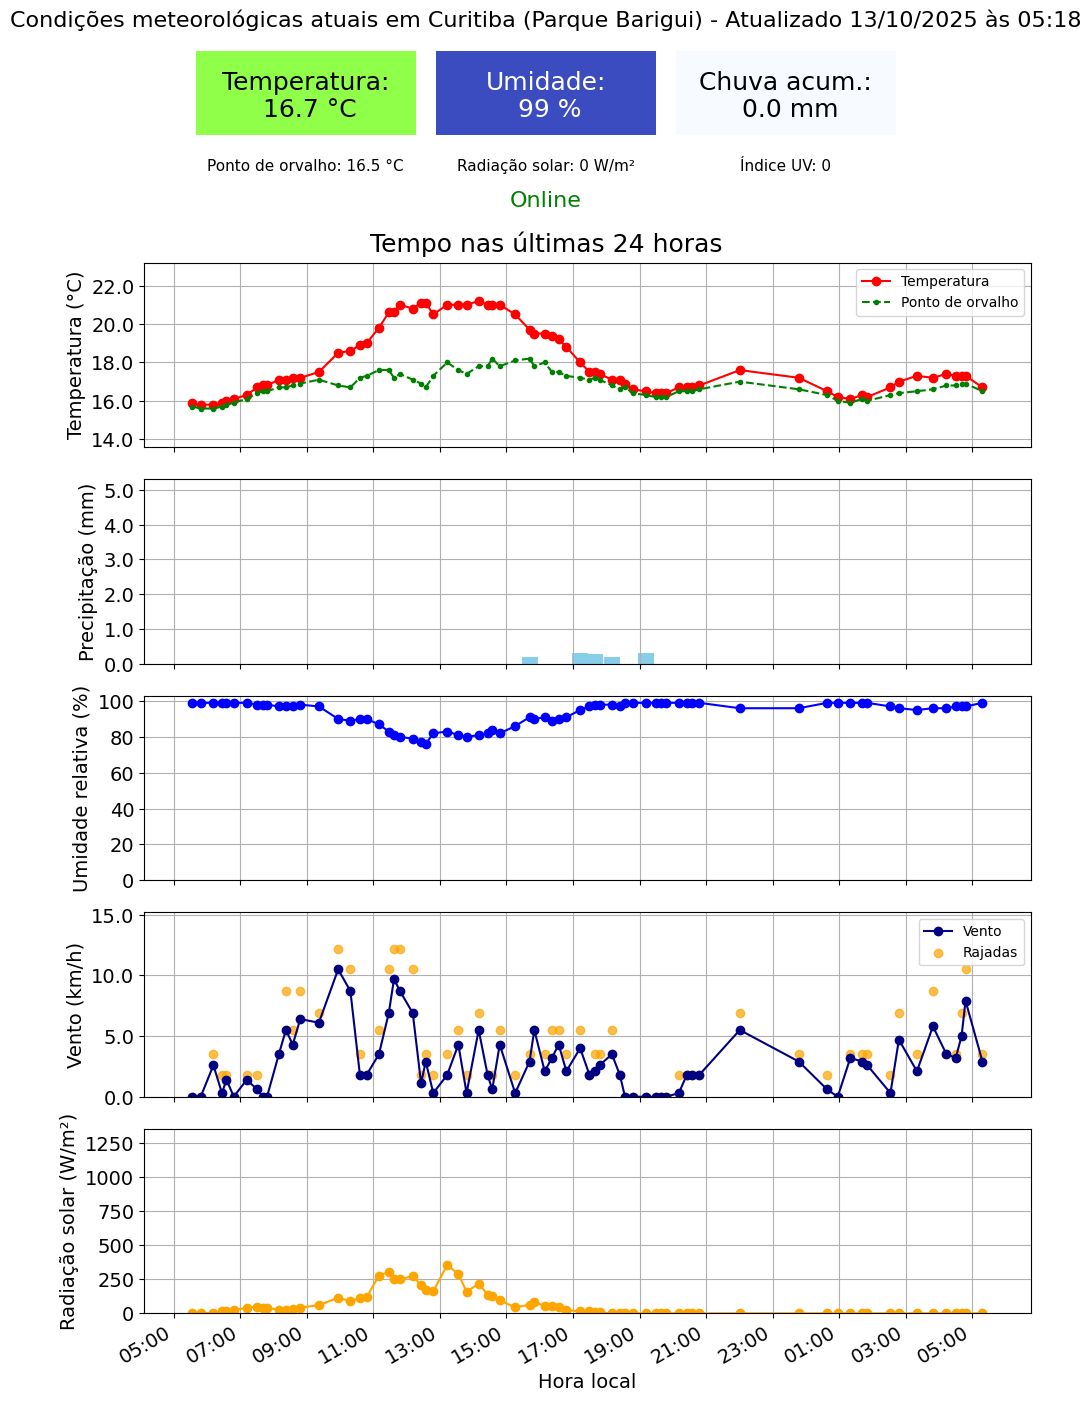 Condições meteorológicas atuais em Curitiba (Parque Barigui) - Atualizado 13/10/2025 às 05:18
Temperatura:
16.7 °C
Umidade:
99 %
Chuva acum.:
0.0 mm
Ponto de orvalho: 16.5 °C
Radiação solar: 0 W/m²
Índice UV: 0
Online
Tempo nas últimas 24 horas
Temperatura (°C)
22.0
20.0
18.0
16.0
14.0
Temperatura
Ponto de orvalho
Precipitação (mm)
5.0
4.0
3.0
2.0
1.0
0.0
Umidade relativa (%)
100
80
60
40
20
0
Vento (km/h)
15.0
10.0
5.0
0.0
Vento
Rajadas
Radiação solar (W/m²)
1250
1000
750
500
250
0
05:00 07:00 09:00 11:00 13:00 15:00 17:00 19:00 21:00 23:00 01:00 03:00 05:00
Hora local